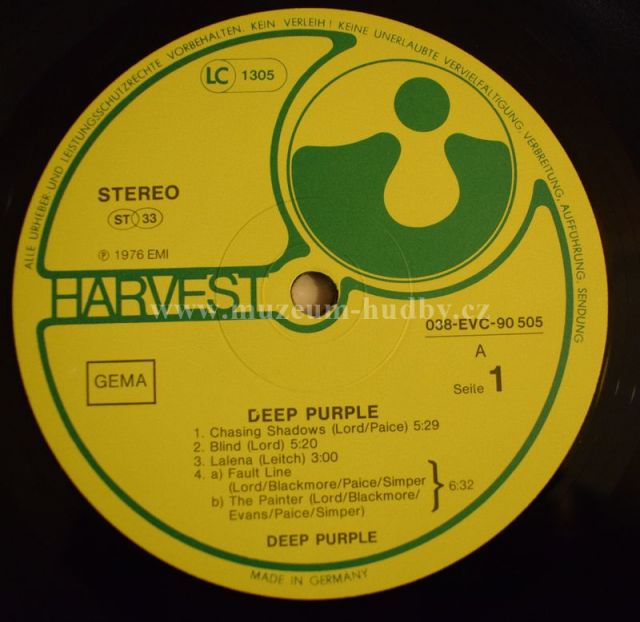 ALLE URHEBER UND LEISTUNGSSCHUTZRECHTE VORBEHALTEN. KEIN VERLEIH! KEINE UNERLAUBTE VERVIELFÄLTIGUNG, VERBREITUNG, AUFFÜHRUNG, SENDUNG
LC 1305
STEREO
ST 33
℗ 1976 EMI
HARVEST
www.muzeum-hudby.cz
038-EVC-90 505
A
Seite 1
GEMA
DEEP PURPLE
1. Chasing Shadows (Lord/Paice) 5:29
2. Blind (Lord) 5:20
3. Lalena (Leitch) 3:00
4. a) Fault Line
(Lord/Blackmore/Paice/Simper
b) The Painter (Lord/Blackmore/
Evans/Paice/Simper)
6:32
DEEP PURPLE
MADE IN GERMANY